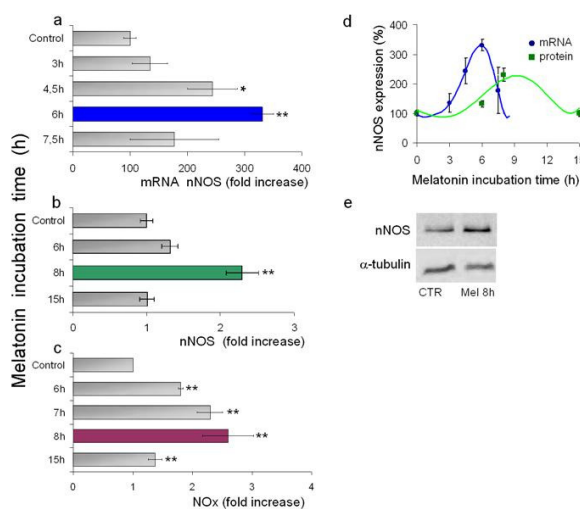 Melatonin incubation time (h)
a
Control
3h
4,5h
*
6h
**
7,5h
0 100 200 300 400
mRNA nNOS (fold increase)
b
Control
6h
8h
**
15h
0 1 2 3
nNOS (fold increase)
c
Control
6h
**
7h
**
8h
**
15h
**
0 1 2 3 4
NOx (fold increase)
d
nNOS expression (%)
400
300
200
100
0
mRNA
protein
0 3 6 9 12 15
Melatonin incubation time (h)
e
nNOS
α-tubulin
CTR Mel 8h